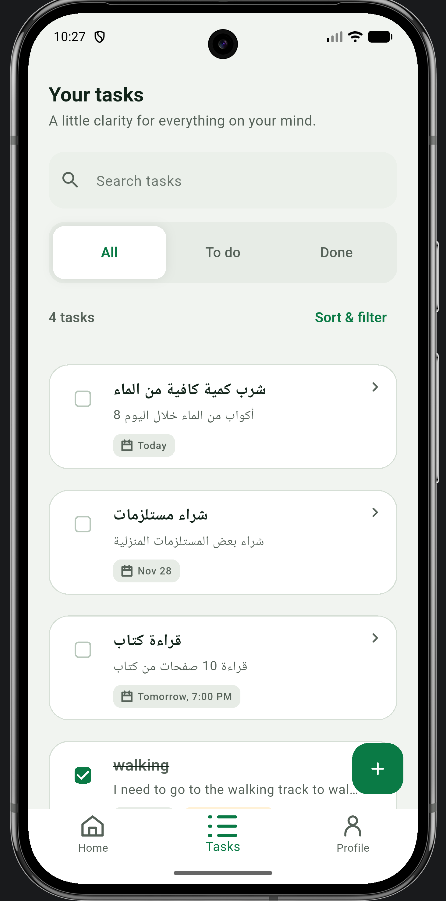 10:27
Your tasks
A little clarity for everything on your mind.
Search tasks
All
To do
Done
4 tasks
Sort & filter
شرب كمية كافية من الماء
8 أكواب من الماء خلال اليوم
Today
شراء مستلزمات
شراء بعض المستلزمات المنزلية
Nov 28
قراءة كتاب
قراءة 10 صفحات من كتاب
Tomorrow, 7:00 PM
walking
I need to go to the walking track to wal...
Home
Tasks
Profile